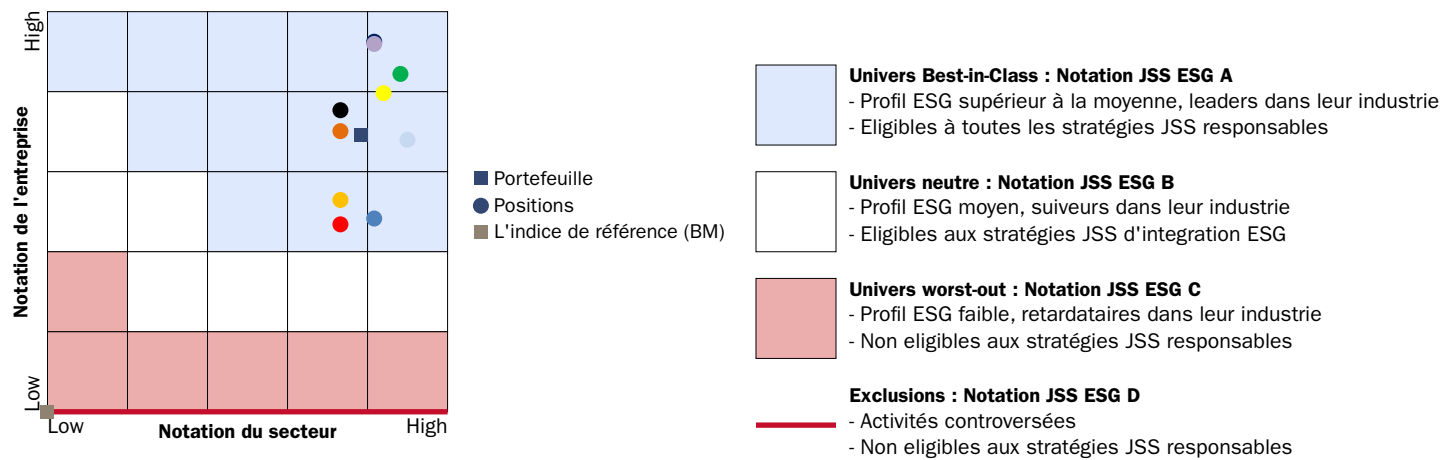 High
Notation de l'entreprise
Low
Low
Notation du secteur
High
Portefeuille
Positions
L'indice de référence (BM)
Univers Best-in-Class : Notation JSS ESG A
- Profil ESG supérieur à la moyenne, leaders dans leur industrie
- Eligibles à toutes les stratégies JSS responsables
Univers neutre : Notation JSS ESG B
- Profil ESG moyen, suiveurs dans leur industrie
- Eligibles aux stratégies JSS d'integration ESG
Univers worst-out : Notation JSS ESG C
- Profil ESG faible, retardataires dans leur industrie
- Non eligibles aux stratégies JSS responsables
Exclusions : Notation JSS ESG D
- Activités controversées
- Non eligibles aux stratégies JSS responsables